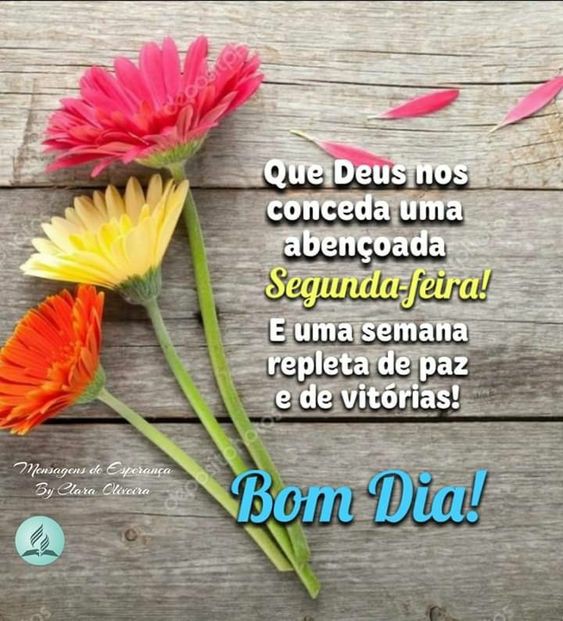 Que Deus nos
conceda uma
abençoada
Segunda-feira!
E uma semana
repleta de paz
e de vitórias!
Mensagens de Esperança
By Clara Oliveira
Bom Dia!